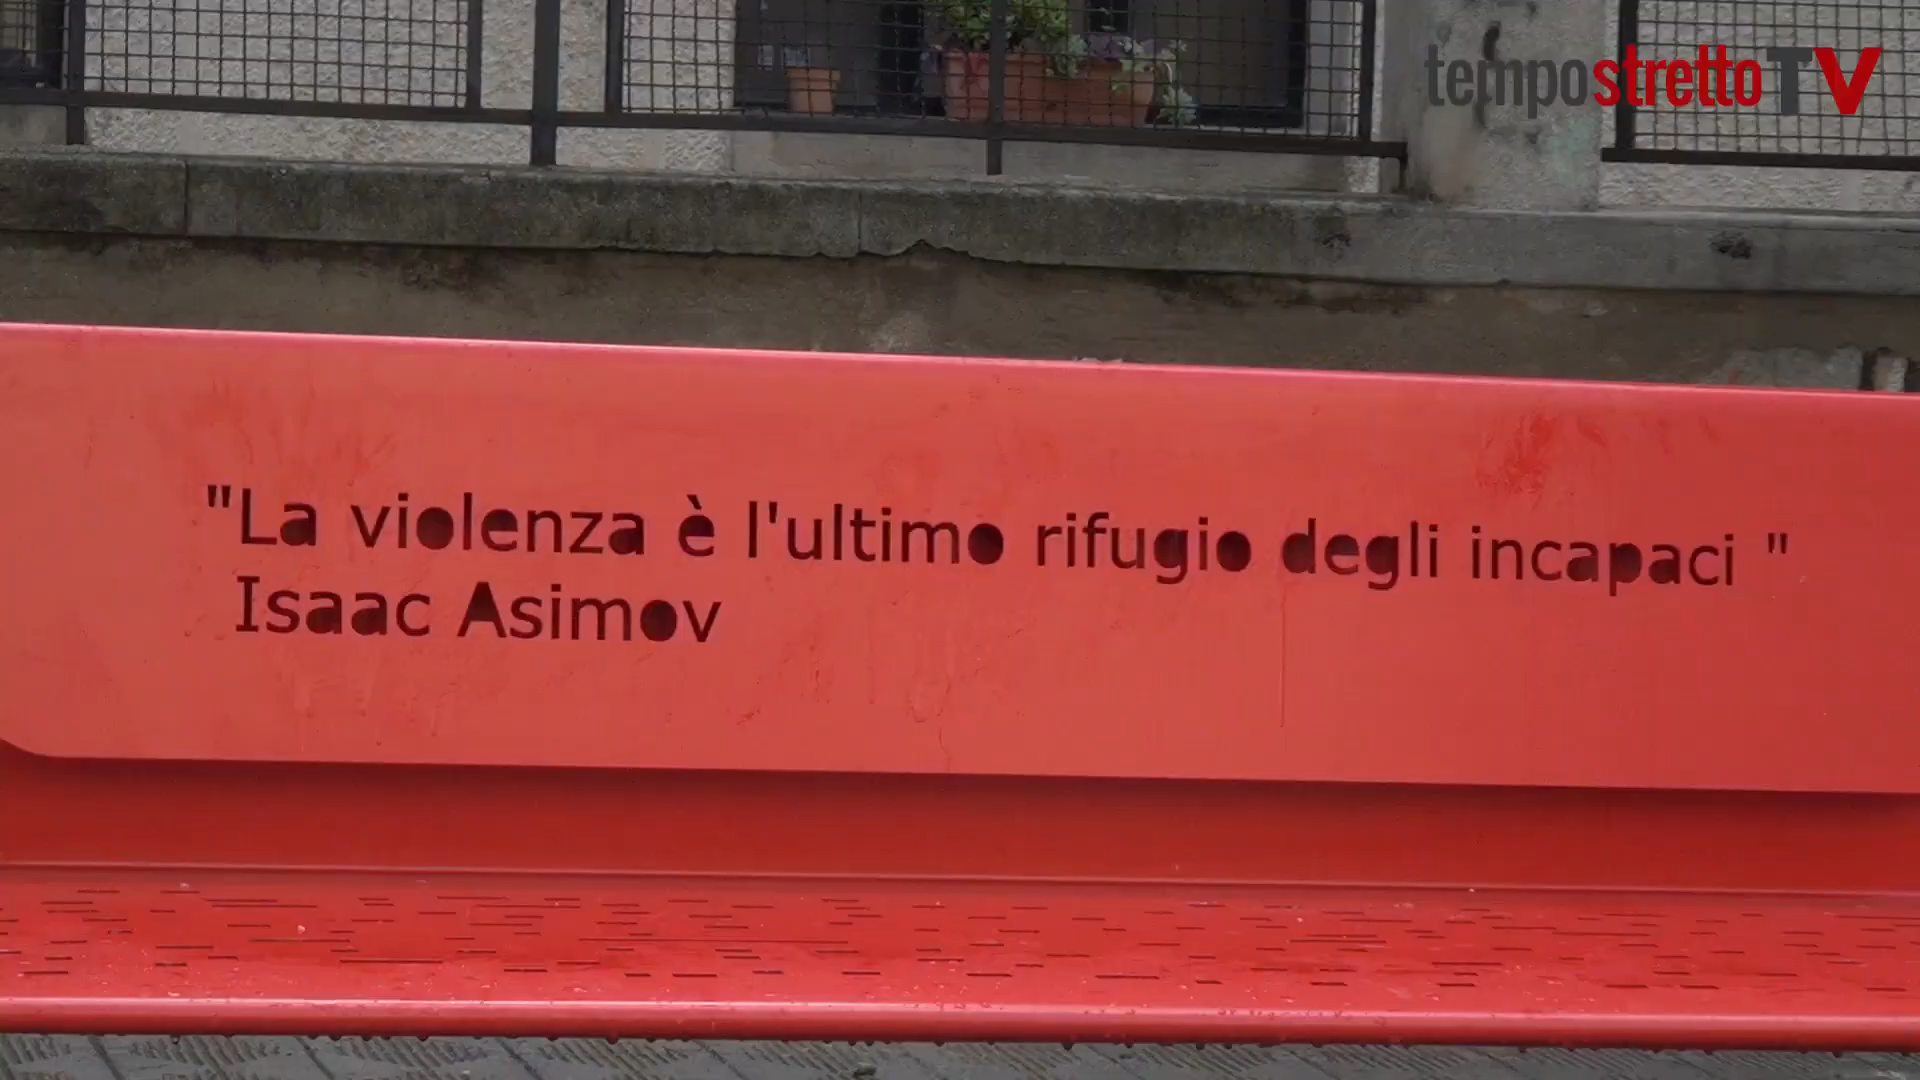 tempostrettoTV
"La violenza è l'ultimo rifugio degli incapaci "
Isaac Asimov